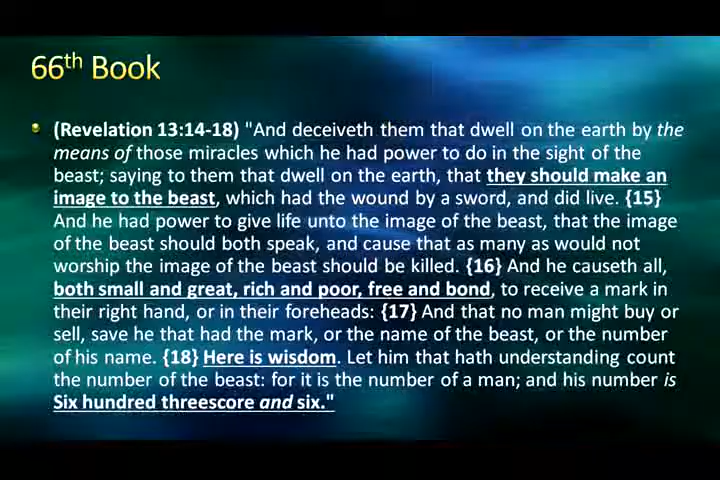 66th Book
(Revelation 13:14-18) "And deceiveth them that dwell on the earth by the
means of those miracles which he had power to do in the sight of the
beast; saying to them that dwell on the earth, that they should make an
image to the beast, which had the wound by a sword, and did live. {15}
And he had power to give life unto the image of the beast, that the image
of the beast should both speak, and cause that as many as would not
worship the image of the beast should be killed. {16} And he causeth all,
both small and great, rich and poor, free and bond, to receive a mark in
their right hand, or in their foreheads: {17} And that no man might buy or
sell, save he that had the mark, or the name of the beast, or the number
of his name. {18} Here is wisdom. Let him that hath understanding count
the number of the beast: for it is the number of a man; and his number is
Six hundred threescore and six."